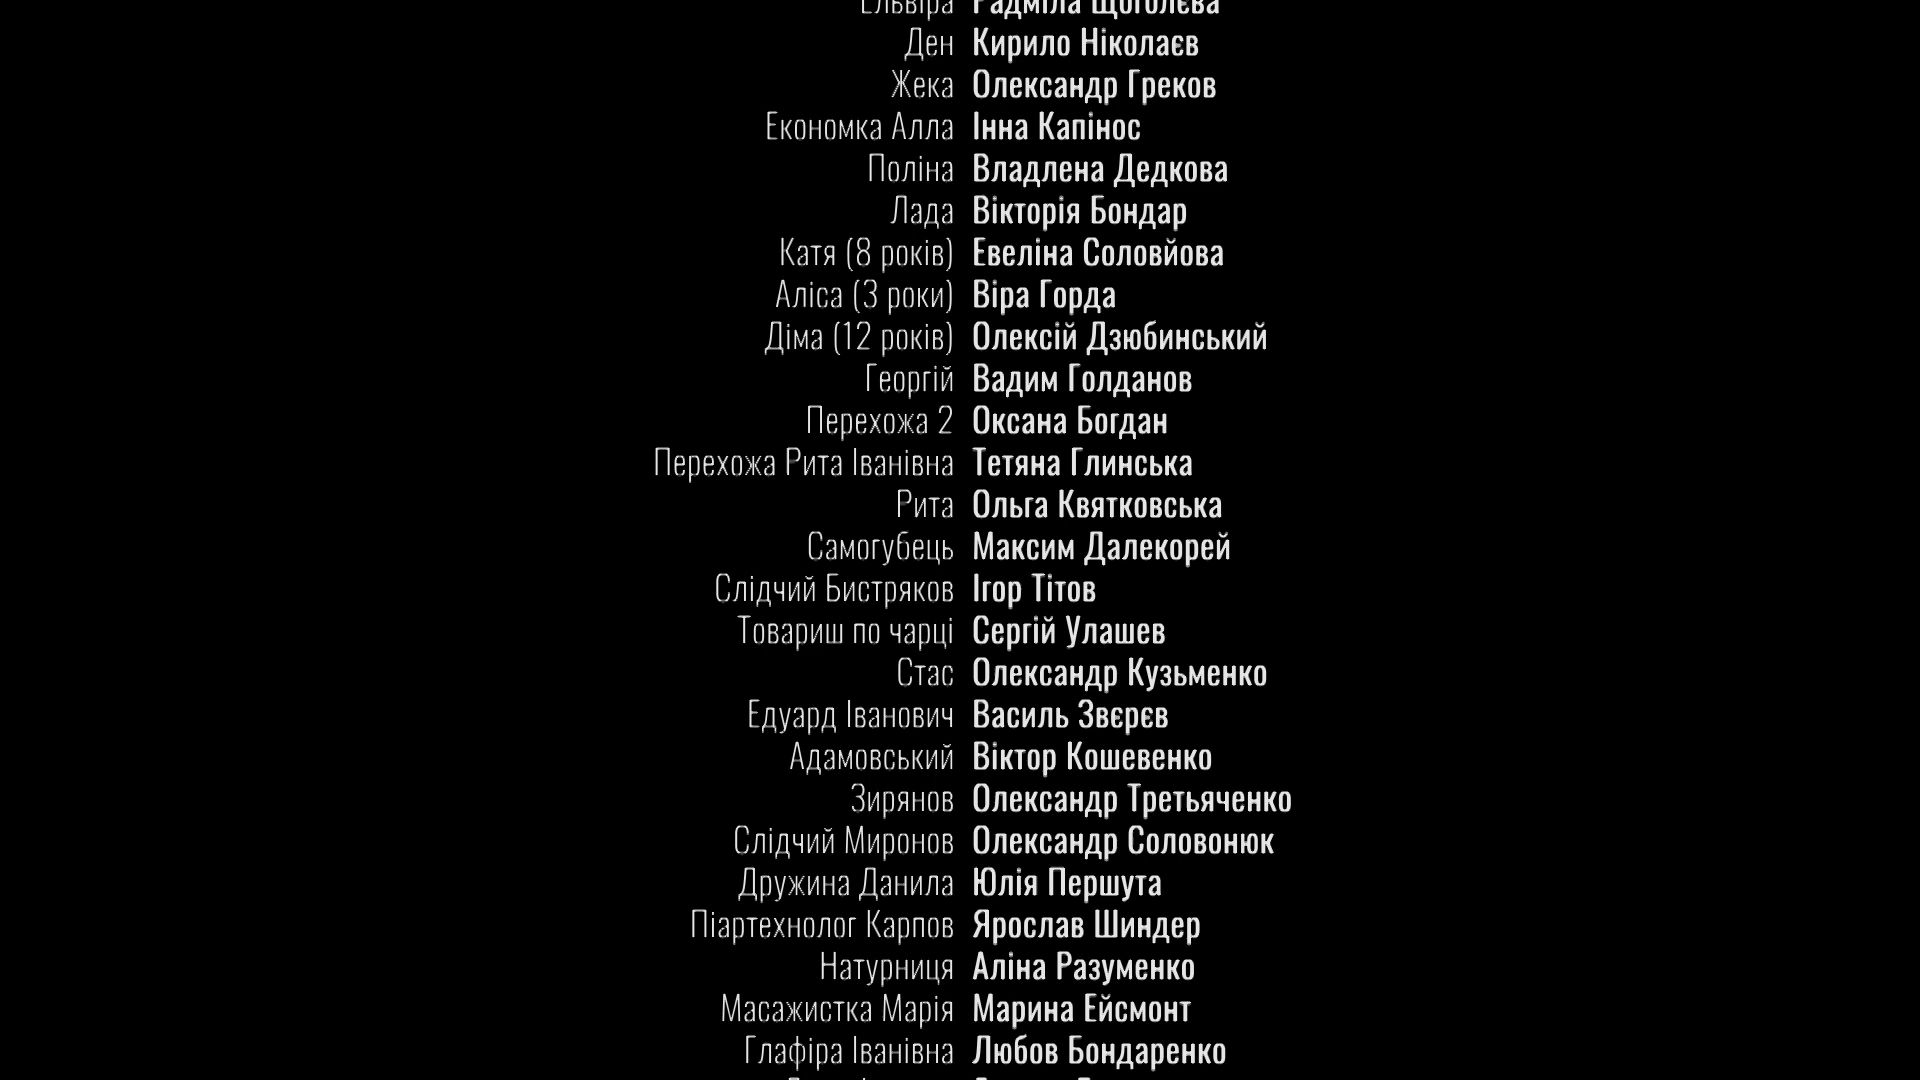 Ельвіра Радміла Щоголєва
Ден Кирило Ніколаєв
Жека Олександр Греков
Економка Алла Інна Капінос
Поліна Владлена Дедкова
Лада Вікторія Бондар
Катя (8 років) Евеліна Соловйова
Аліса (3 роки) Віра Горда
Діма (12 років) Олексій Дзюбинський
Георгій Вадим Голданов
Перехожа 2 Оксана Богдан
Перехожа Рита Іванівна Тетяна Глинська
Рита Ольга Квятковська
Самогубець Максим Далекорей
Слідчий Бистряков Ігор Тітов
Товариш по чарці Сергій Улашев
Стас Олександр Кузьменко
Едуард Іванович Василь Звєрєв
Адамовський Віктор Кошевенко
Зирянов Олександр Третьяченко
Слідчий Миронов Олександр Соловонюк
Дружина Данила Юлія Першута
Піартехнолог Карпов Ярослав Шиндер
Натурниця Аліна Разуменко
Масажистка Марія Марина Ейсмонт
Глафіра Іванівна Любов Бондаренко